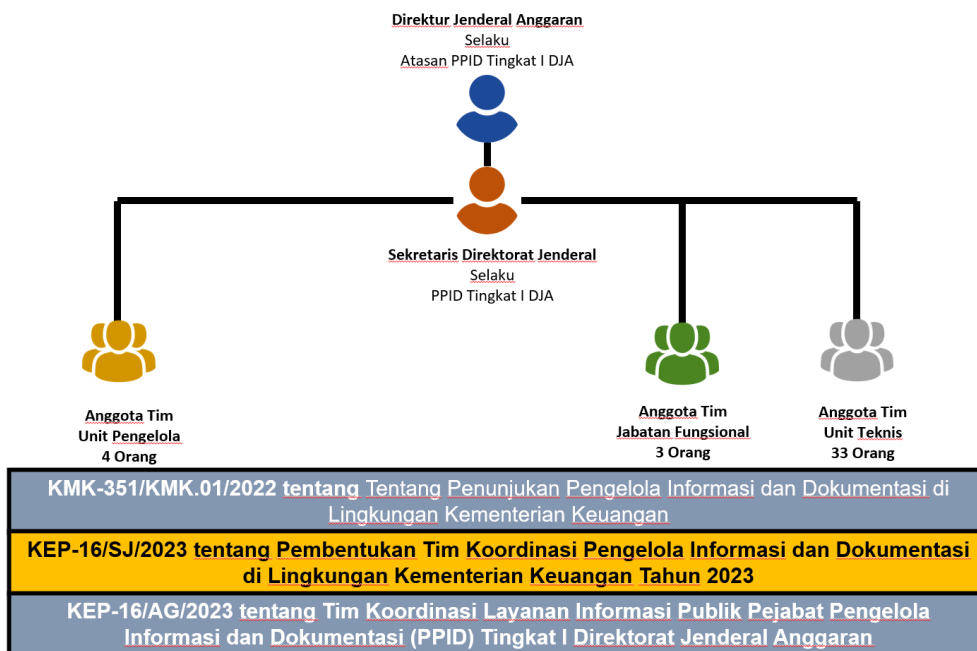 Direktur Jenderal Anggaran
Selaku
Atasan PPID Tingkat I DJA
Sekretaris Direktorat Jenderal
Selaku
PPID Tingkat I DJA
Anggota Tim
Unit Pengelola
4 Orang
Anggota Tim
Jabatan Fungsional
3 Orang
Anggota Tim
Unit Teknis
33 Orang
KMK-351/KMK.01/2022 tentang Tentang Penunjukan Pengelola Informasi dan Dokumentasi di
Lingkungan Kementerian Keuangan
KEP-16/SJ/2023 tentang Pembentukan Tim Koordinasi Pengelola Informasi dan Dokumentasi
di Lingkungan Kementerian Keuangan Tahun 2023
KEP-16/AG/2023 tentang Tim Koordinasi Layanan Informasi Publik Pejabat Pengelola
Informasi dan Dokumentasi (PPID) Tingkat I Direktorat Jenderal Anggaran